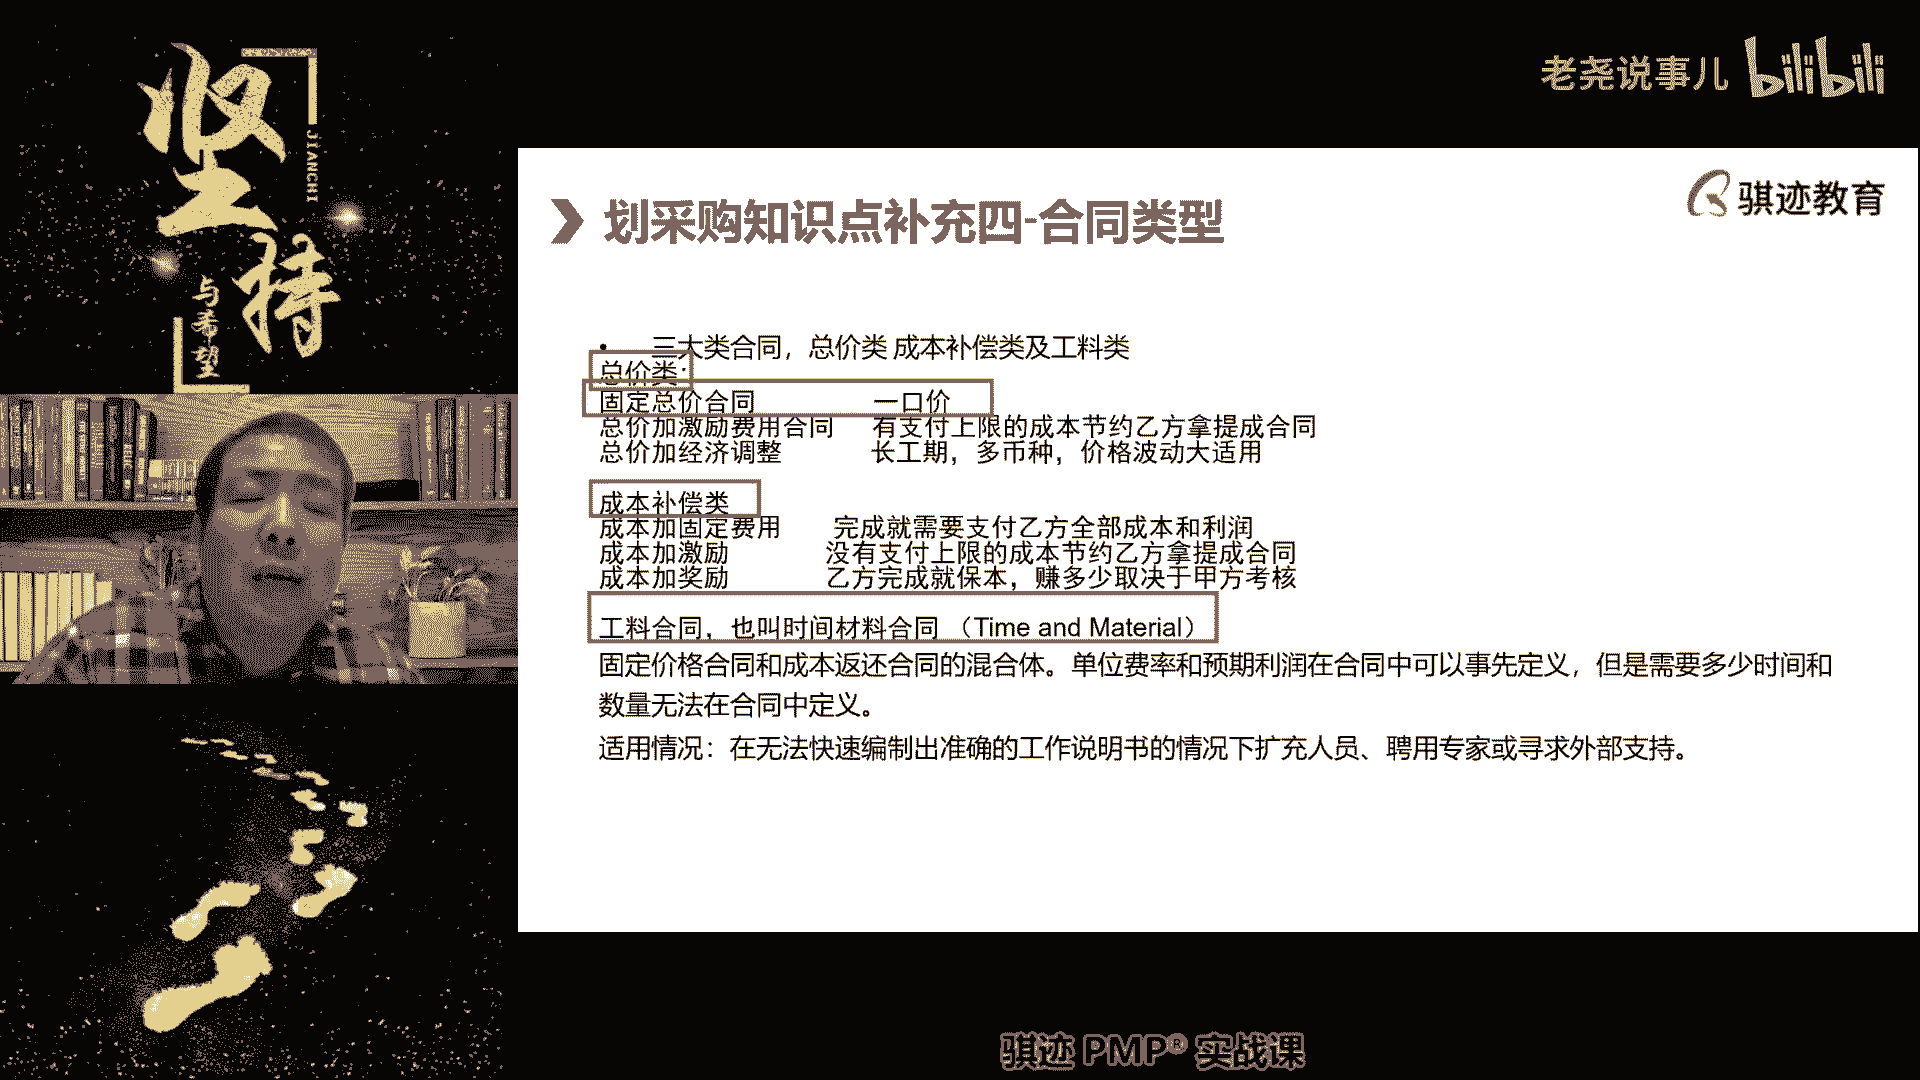 坚持
JIANCHI
与希望
老尧说事儿 bilibili
骐迹教育
划采购知识点补充四-合同类型
• 三大类合同，总价类 成本补偿类及工料类
总价类：
固定总价合同 一口价
总价加激励费用合同 有支付上限的成本节约乙方拿提成合同
总价加经济调整 长工期，多币种，价格波动大适用
成本补偿类
成本加固定费用 完成就需要支付乙方全部成本和利润
成本加激励 没有支付上限的成本节约乙方拿提成合同
成本加奖励 乙方完成就保本，赚多少取决于甲方考核
工料合同，也叫时间材料合同 （Time and Material）
固定价格合同和成本返还合同的混合体。单位费率和预期利润在合同中可以事先定义，但是需要多少时间和
数量无法在合同中定义。
适用情况：在无法快速编制出准确的工作说明书的情况下扩充人员、聘用专家或寻求外部支持。
骐迹 PMP® 实战课